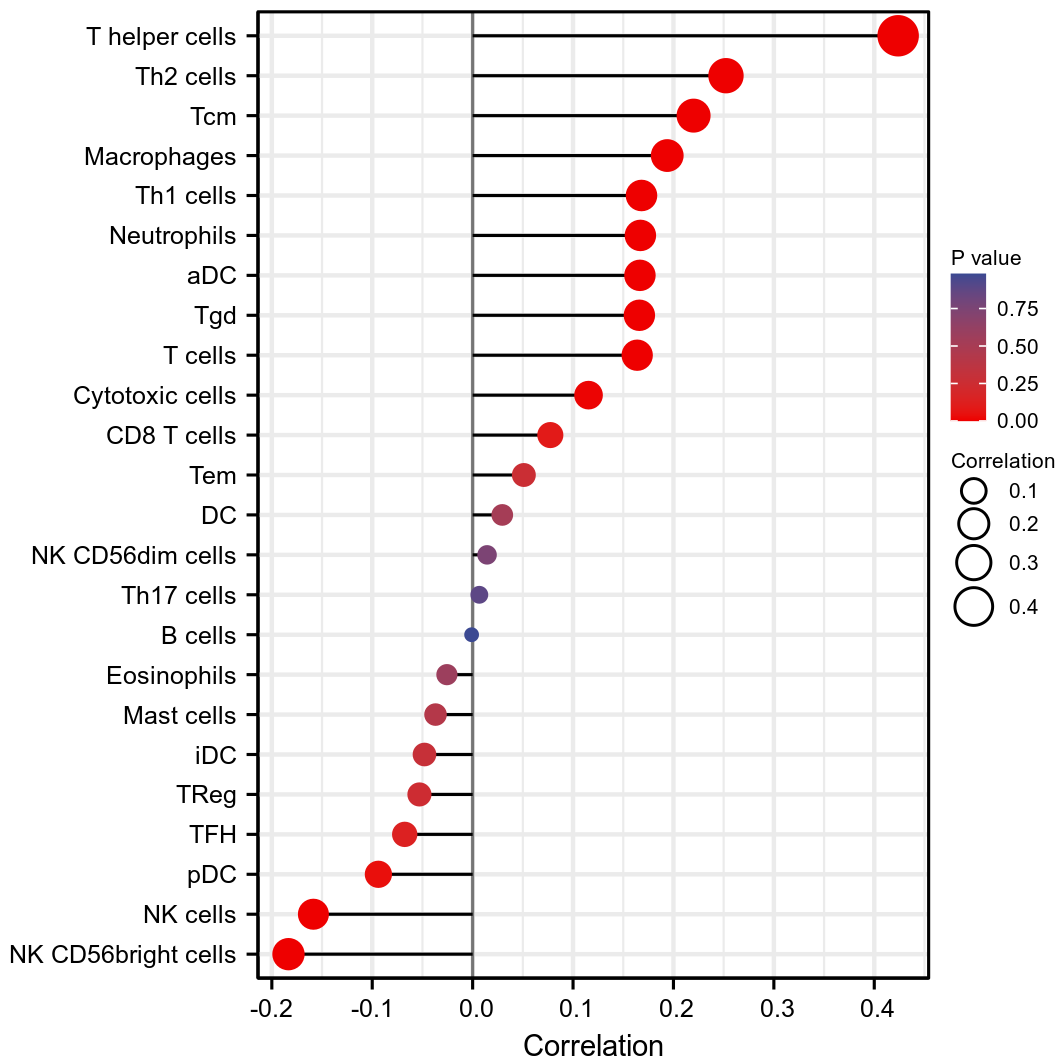 T helper cells
Th2 cells
Tcm
Macrophages
Th1 cells
Neutrophils
aDC
Tgd
T cells
Cytotoxic cells
CD8 T cells
Tem
DC
NK CD56dim cells
Th17 cells
B cells
Eosinophils
Mast cells
iDC
TReg
TFH
pDC
NK cells
NK CD56bright cells
-0.2 -0.1 0.0 0.1 0.2 0.3 0.4
Correlation
P value
0.75
0.50
0.25
0.00
Correlation
0.1
0.2
0.3
0.4